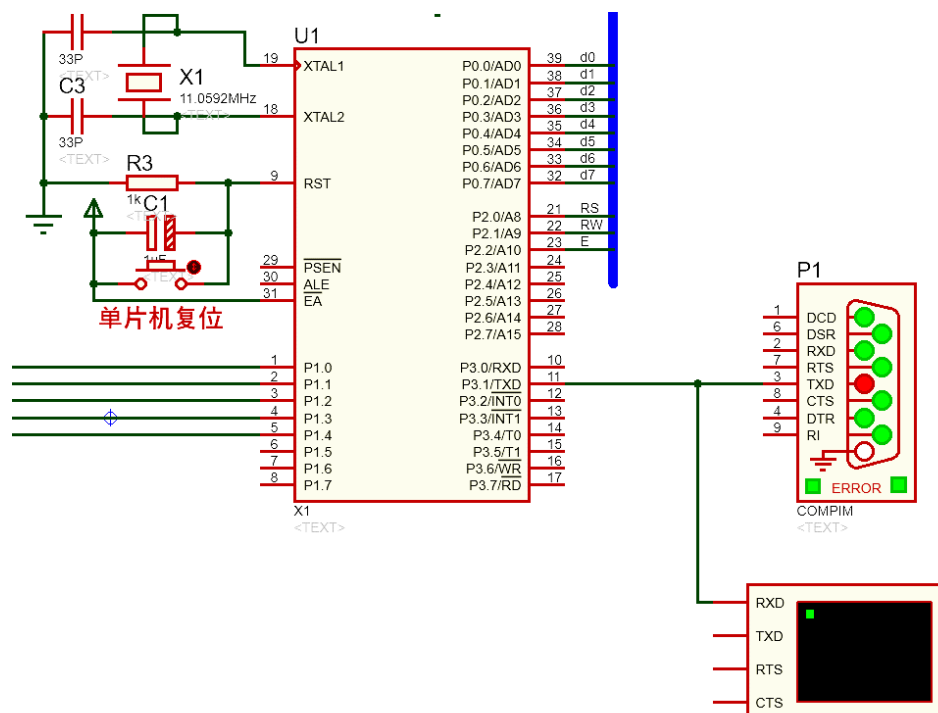 33P
<TEXT>
C3
33P
<TEXT>
X1
11.0592MHz
<TEXT>
R3
1k
<TEXT>
C1
1uF
<TEXT>
单片机复位
U1
19 XTAL1
18 XTAL2
9 RST
29 PSEN
30 ALE
31 EA
1 P1.0
2 P1.1
3 P1.2
4 P1.3
5 P1.4
6 P1.5
7 P1.6
8 P1.7
P0.0/AD0 39 d0
P0.1/AD1 38 d1
P0.2/AD2 37 d2
P0.3/AD3 36 d3
P0.4/AD4 35 d4
P0.5/AD5 34 d5
P0.6/AD6 33 d6
P0.7/AD7 32 d7
P2.0/A8 21 RS
P2.1/A9 22 RW
P2.2/A10 23 E
P2.3/A11 24
P2.4/A12 25
P2.5/A13 26
P2.6/A14 27
P2.7/A15 28
P3.0/RXD 10
P3.1/TXD 11
P3.2/INT0 12
P3.3/INT1 13
P3.4/T0 14
P3.5/T1 15
P3.6/WR 16
P3.7/RD 17
X1
<TEXT>
P1
1 DCD
6 DSR
2 RXD
7 RTS
3 TXD
8 CTS
4 DTR
9 RI
ERROR
COMPIM
<TEXT>
RXD
TXD
RTS
CTS